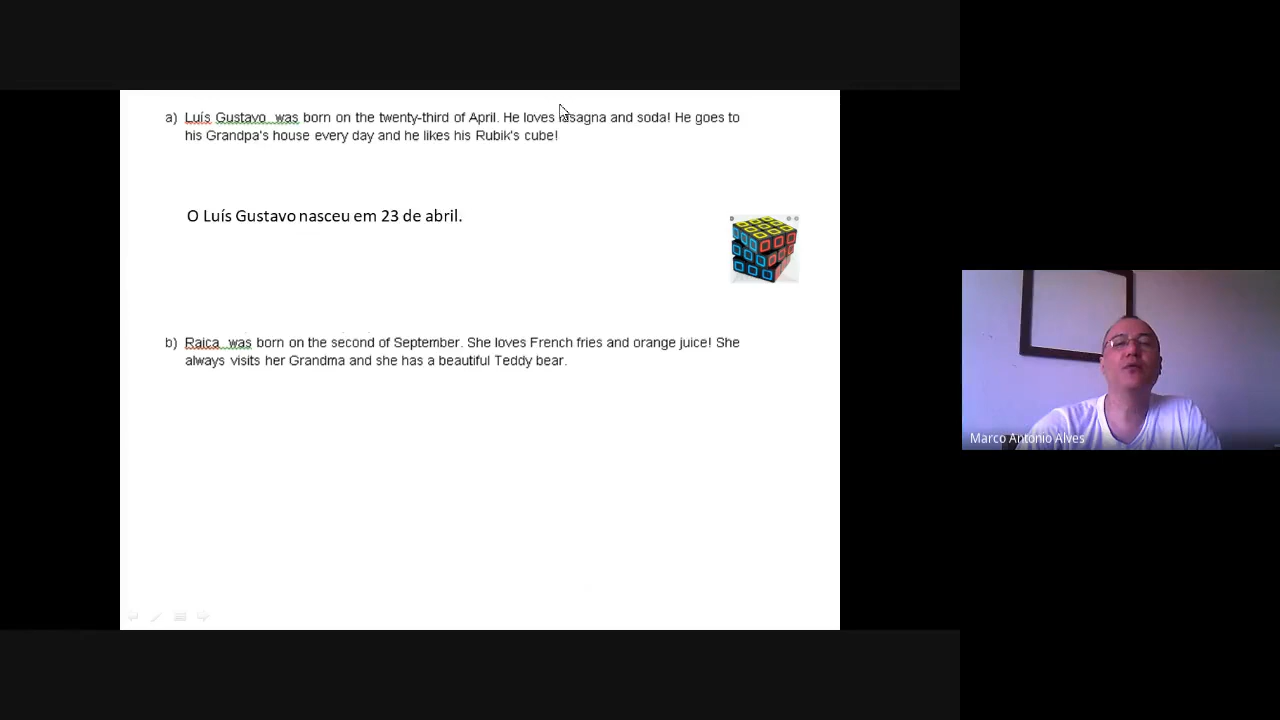 a) Luís Gustavo was born on the twenty-third of April. He loves lasagna and soda! He goes to
his Grandpa's house every day and he likes his Rubik's cube!
O Luís Gustavo nasceu em 23 de abril.
b) Raica was born on the second of September. She loves French fries and orange juice! She
always visits her Grandma and she has a beautiful Teddy bear.
Marco Antonio Alves